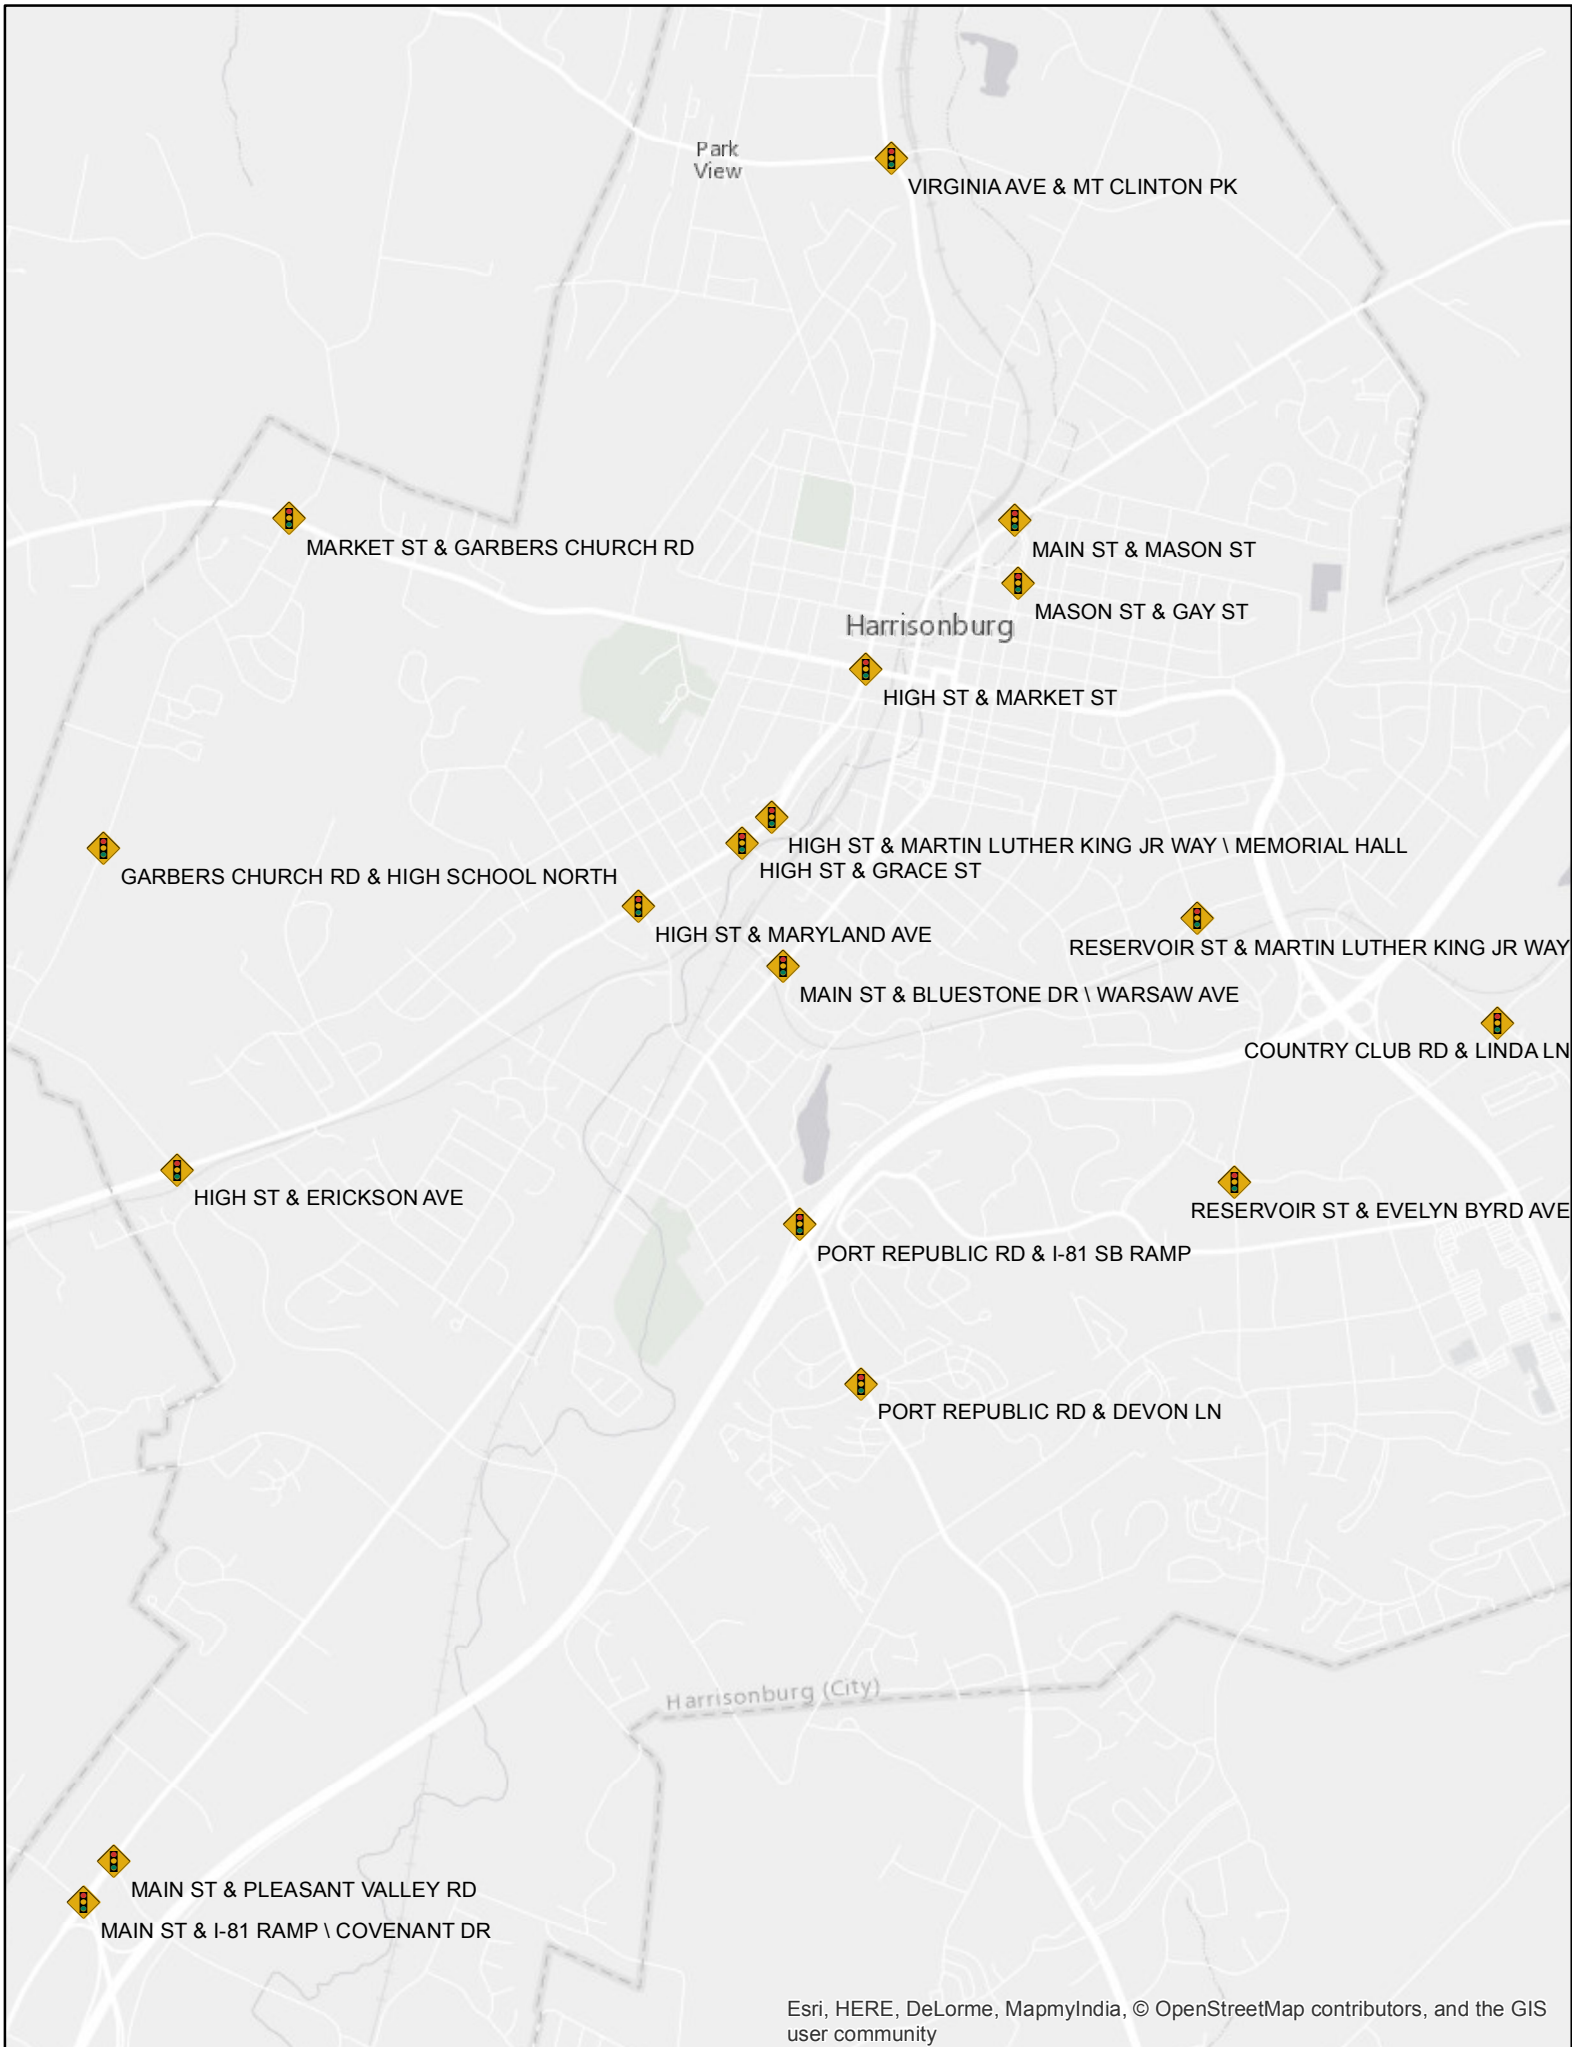 Park
View
VIRGINIA AVE & MT CLINTON PK
MARKET ST & GARBERS CHURCH RD
MAIN ST & MASON ST
MASON ST & GAY ST
Harrisonburg
HIGH ST & MARKET ST
HIGH ST & MARTIN LUTHER KING JR WAY \ MEMORIAL HALL
HIGH ST & GRACE ST
GARBERS CHURCH RD & HIGH SCHOOL NORTH
HIGH ST & MARYLAND AVE
RESERVOIR ST & MARTIN LUTHER KING JR WAY
MAIN ST & BLUESTONE DR \ WARSAW AVE
COUNTRY CLUB RD & LINDA LN
HIGH ST & ERICKSON AVE
RESERVOIR ST & EVELYN BYRD AVE
PORT REPUBLIC RD & I-81 SB RAMP
PORT REPUBLIC RD & DEVON LN
Harrisonburg (City)
MAIN ST & PLEASANT VALLEY RD
MAIN ST & I-81 RAMP \ COVENANT DR
Esri, HERE, DeLorme, MapmyIndia, © OpenStreetMap contributors, and the GIS
user community